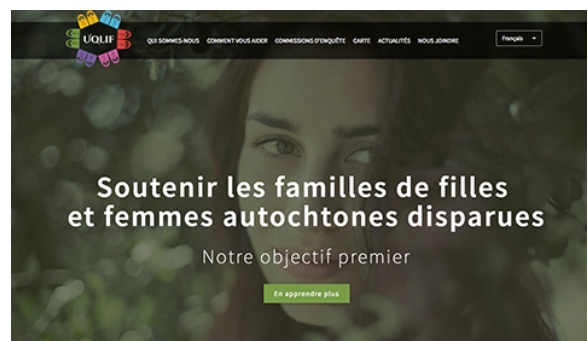 UQLIF
QUI SOMMES-NOUS COMMENT VOUS AIDER COMMISSIONS D'ENQUÊTE CARTE ACTUALITÉS NOUS JOINDRE
Français
Soutenir les familles de filles
et femmes autochtones disparues
Notre objectif premier
En apprendre plus